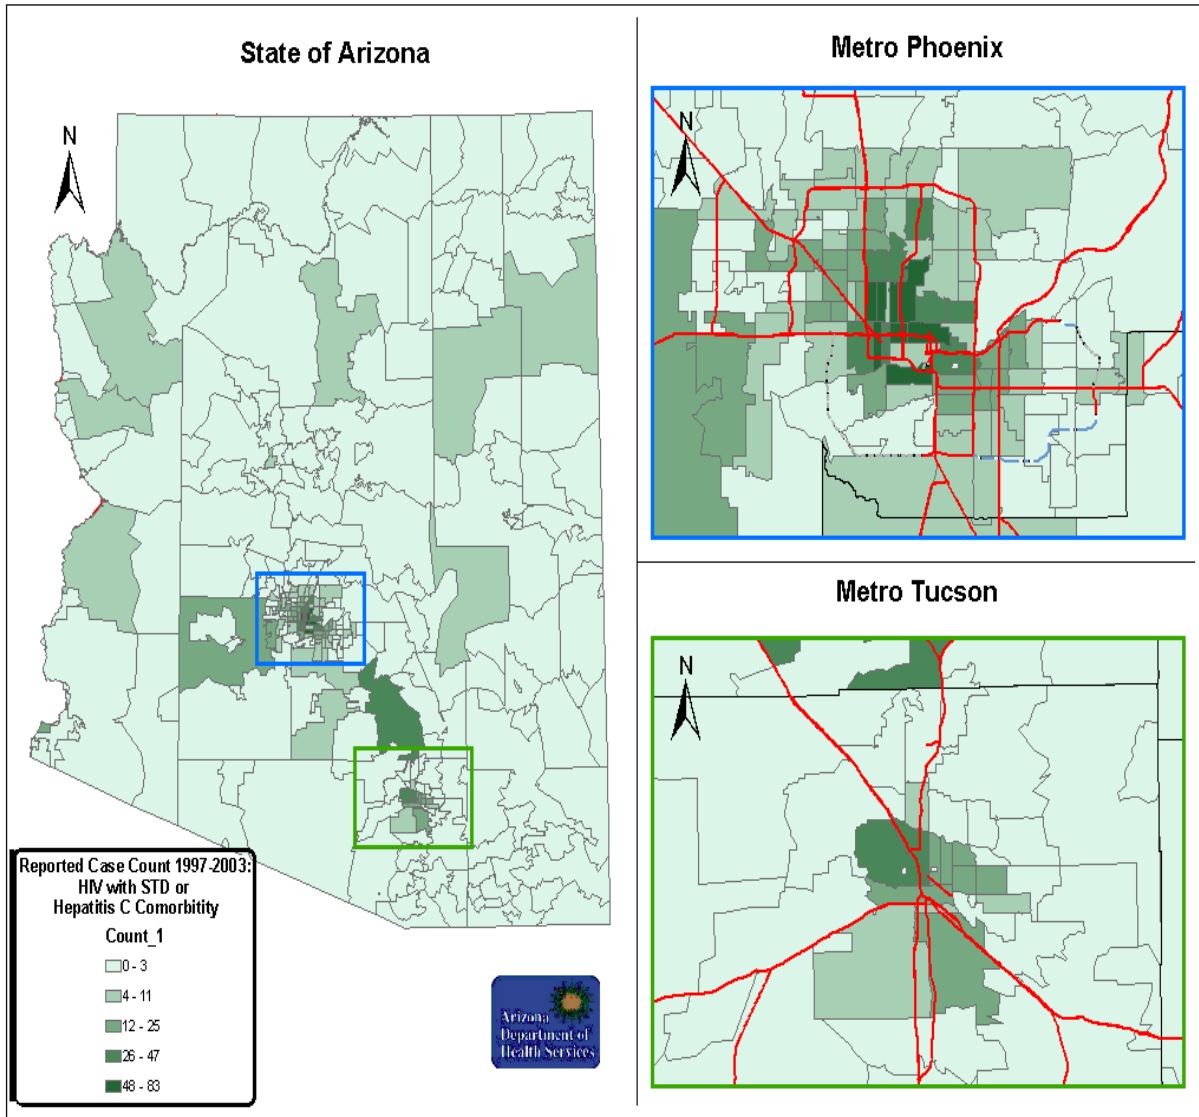 State of Arizona
N
Reported Case Count 1997-2003:
HIV with STD or
Hepatitis C Comorbitity
Count_1
0 - 3
4 - 11
12 - 25
26 - 47
48 - 83
Arizona
Department of
Health Services
Metro Phoenix
N
Metro Tucson
N